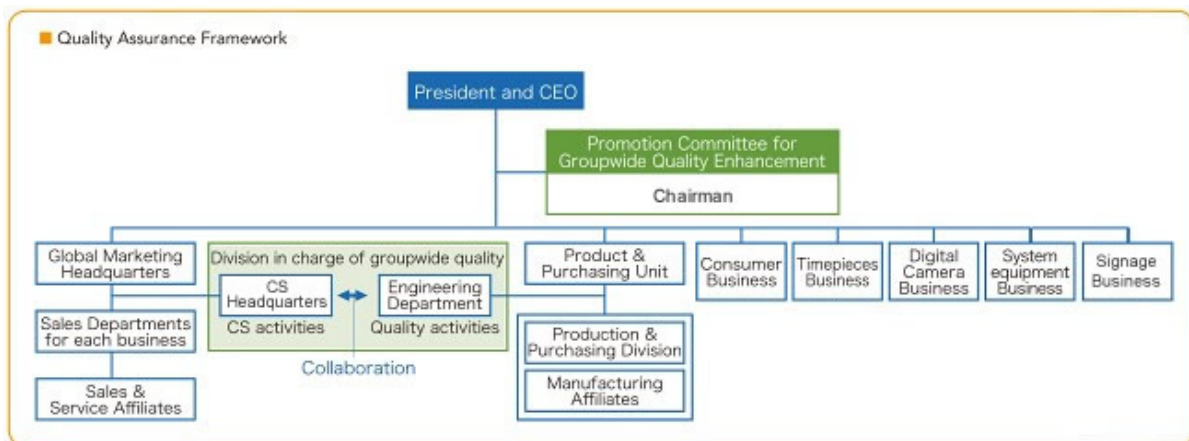 Quality Assurance Framework
President and CEO
Promotion Committee for
Groupwide Quality Enhancement
Chairman
Global Marketing
Headquarters
Division in charge of groupwide quality
CS
Headquarters
CS activities
Engineering
Department
Quality activities
Collaboration
Sales Departments
for each business
Sales &
Service Affiliates
Product &
Purchasing Unit
Production &
Purchasing Division
Manufacturing
Affiliates
Consumer
Business
Timepieces
Business
Digital
Camera
Business
System
equipment
Business
Signage
Business